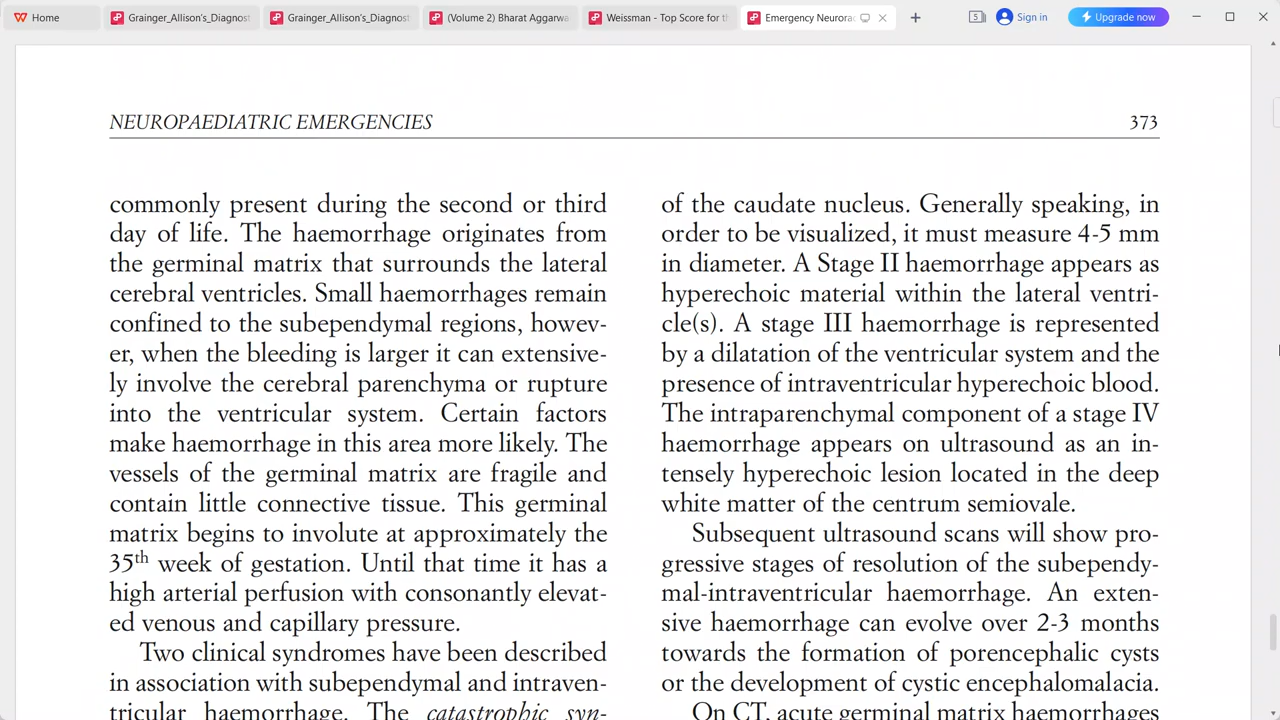 Home
Grainger_Allison's_Diagnost
Grainger_Allison's_Diagnost
(Volume 2) Bharat Aggarwa
Weissman - Top Score for th
Emergency Neurorac
5
Sign in
Upgrade now
NEUROPAEDIATRIC EMERGENCIES 373
commonly present during the second or third
day of life. The haemorrhage originates from
the germinal matrix that surrounds the lateral
cerebral ventricles. Small haemorrhages remain
confined to the subependymal regions, howev-
er, when the bleeding is larger it can extensive-
ly involve the cerebral parenchyma or rupture
into the ventricular system. Certain factors
make haemorrhage in this area more likely. The
vessels of the germinal matrix are fragile and
contain little connective tissue. This germinal
matrix begins to involute at approximately the
35th week of gestation. Until that time it has a
high arterial perfusion with consonantly elevat-
ed venous and capillary pressure.
Two clinical syndromes have been described
in association with subependymal and intraven-
tricular haemorrhage. The catastrophic syn-
of the caudate nucleus. Generally speaking, in
order to be visualized, it must measure 4-5 mm
in diameter. A Stage II haemorrhage appears as
hyperechoic material within the lateral ventri-
cle(s). A stage III haemorrhage is represented
by a dilatation of the ventricular system and the
presence of intraventricular hyperechoic blood.
The intraparenchymal component of a stage IV
haemorrhage appears on ultrasound as an in-
tensely hyperechoic lesion located in the deep
white matter of the centrum semiovale.
Subsequent ultrasound scans will show pro-
gressive stages of resolution of the subependy-
mal-intraventricular haemorrhage. An exten-
sive haemorrhage can evolve over 2-3 months
towards the formation of porencephalic cysts
or the development of cystic encephalomalacia.
On CT, acute germinal matrix haemorrhages